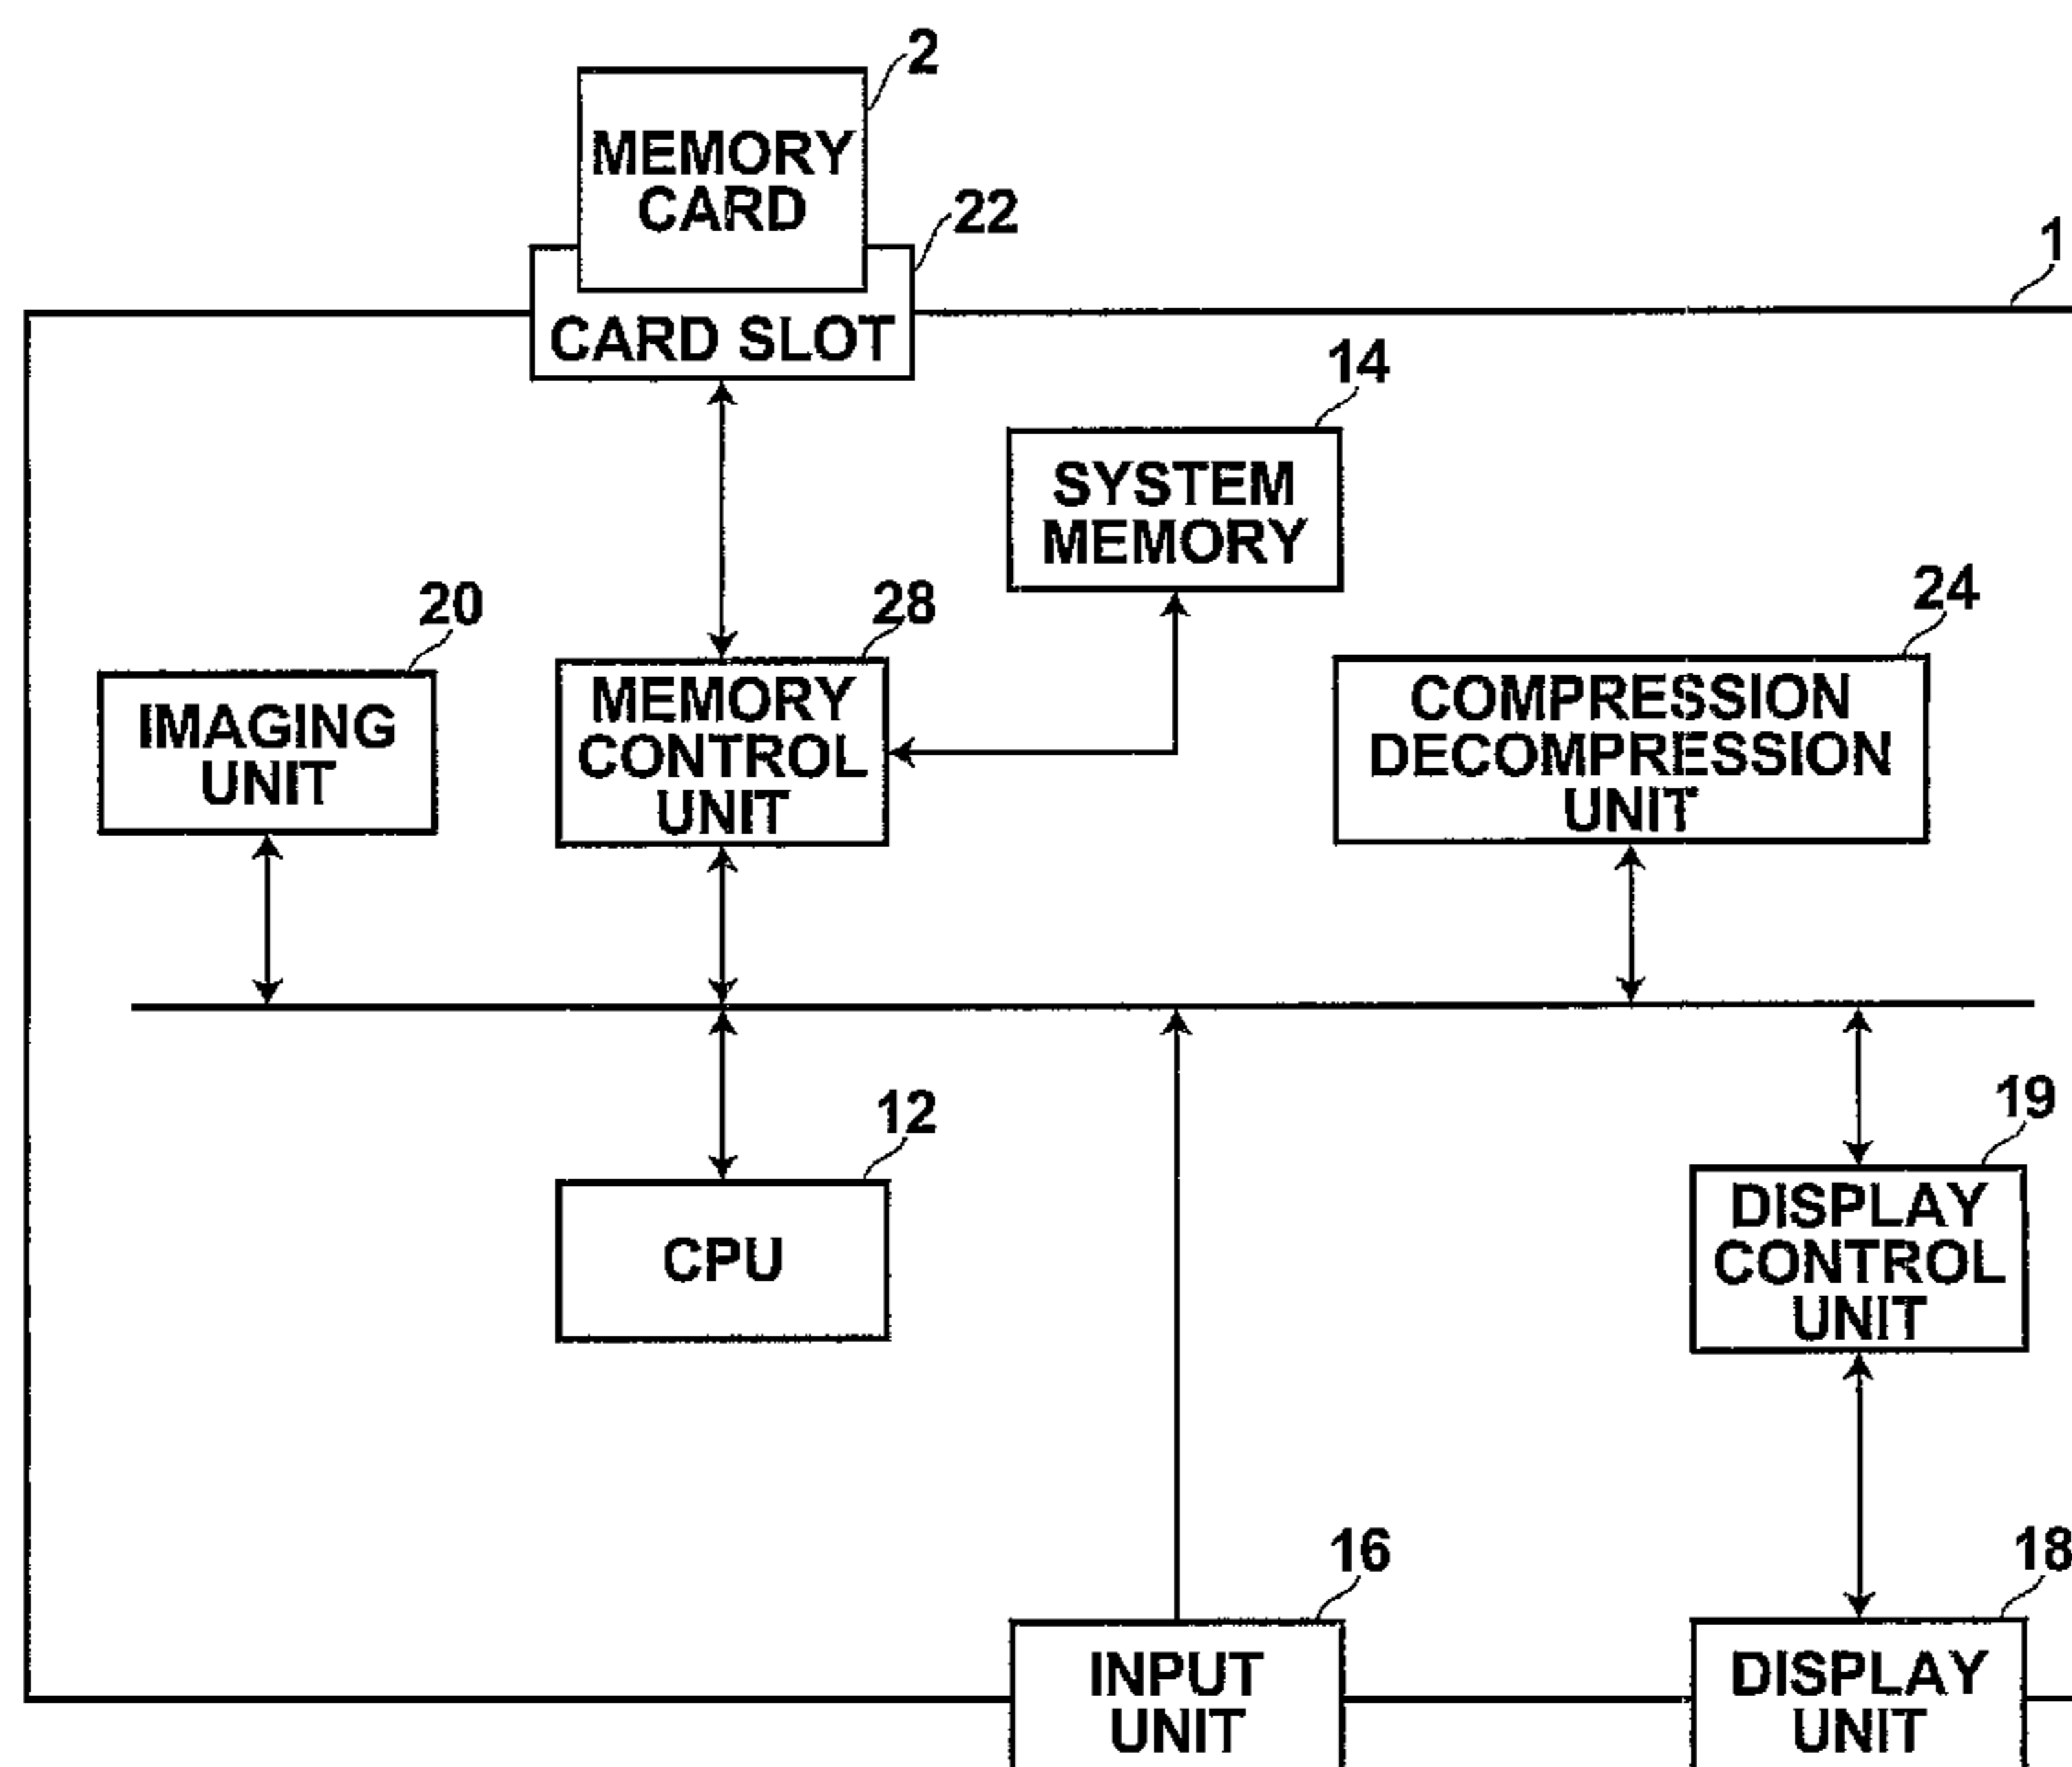 2
MEMORY
CARD
22
1
CARD SLOT
14
SYSTEM
MEMORY
20
28
24
IMAGING
UNIT
MEMORY
CONTROL
UNIT
COMPRESSION
DECOMPRESSION
UNIT
12
19
CPU
DISPLAY
CONTROL
UNIT
16
18
INPUT
UNIT
DISPLAY
UNIT